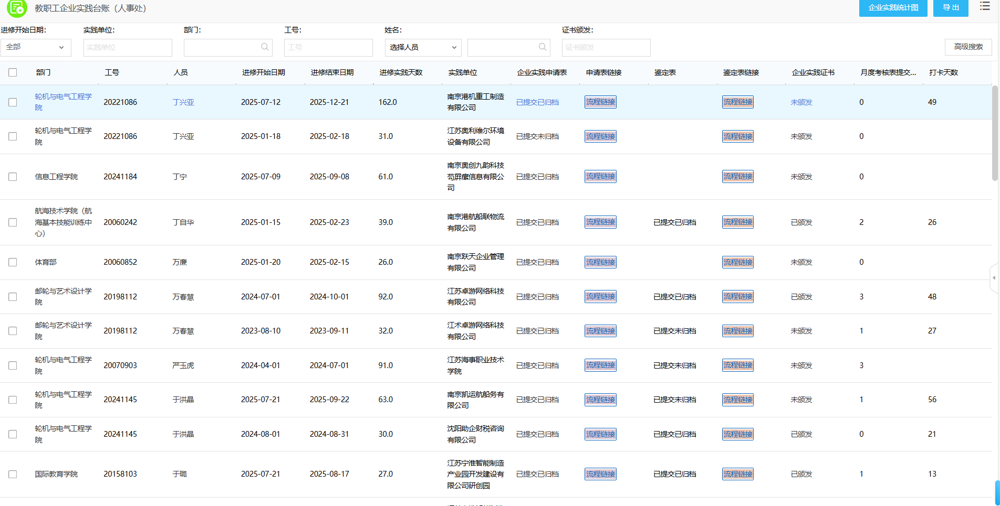 教职工企业实践台账（人事处）
企业实践统计图 导 出
进修开始日期： 实践单位： 部门： 工号： 姓名： 证书颁发：
全部 实践单位 工号 选择人员 证书颁发 高级搜索
部门 工号 人员 进修开始日期 进修结束日期 进修实践天数 实践单位 企业实践申请表 申请表链接 鉴定表 鉴定表链接 企业实践证书 月度考核表提交... 打卡天数
轮机与电气工程学 南京港机重工制造
20221086 丁兴亚 2025-07-12 2025-12-21 162.0 已提交已归档 流程链接 流程链接 未颁发 0 49
院 有限公司
轮机与电气工程学 江苏奥利维尔环境
20221086 丁兴亚 2025-01-18 2025-02-18 31.0 已提交未归档 流程链接 流程链接 未颁发 0
院 设备有限公司
南京奥创九韵科技
信息工程学院 20241184 丁宁 2025-07-09 2025-09-08 61.0 信息有限公 已提交已归档 流程链接 流程链接 未颁发 0
司
航海技术学院（航 南京港航船联物流
海基本技能训练中 20060242 丁自华 2025-01-15 2025-02-23 39.0 已提交已归档 流程链接 已提交已归档 流程链接 已颁发 2 26
心） 有限公司
南京跃天企业管理
体育部 20060852 万廉 2025-01-20 2025-02-15 26.0 已提交已归档 流程链接 流程链接 未颁发 0
有限公司
邮轮与艺术设计学 江苏卓游网络科技
20198112 万春慧 2024-07-01 2024-10-01 92.0 已提交已归档 流程链接 已提交已归档 流程链接 已颁发 3 48
院 有限公司
邮轮与艺术设计学 江术卓游网络科技
20198112 万春慧 2023-08-10 2023-09-11 32.0 已提交已归档 流程链接 已提交未归档 流程链接 未颁发 1 27
院 有限公司
轮机与电气工程学 江苏海事职业技术
20070903 严玉虎 2024-04-01 2024-07-01 91.0 已提交已归档 流程链接 已提交未归档 流程链接 未颁发 3
院 学院
轮机与电气工程学 南京凯运航船务有
20241145 于洪晶 2025-07-21 2025-09-22 63.0 已提交已归档 流程链接 已提交未归档 流程链接 未颁发 1 56
院 限公司
轮机与电气工程学 沈阳助企财税咨询
20241145 于洪晶 2024-08-01 2024-08-31 30.0 已提交已归档 流程链接 已提交已归档 流程链接 已颁发 0 21
院 有限公司
江苏宁淮智能制造
国际教育学院 20158103 于璐 2025-07-21 2025-08-17 27.0 产业园开发建设有 已提交已归档 流程链接 已提交已归档 流程链接 已颁发 1 13
限公司研创园